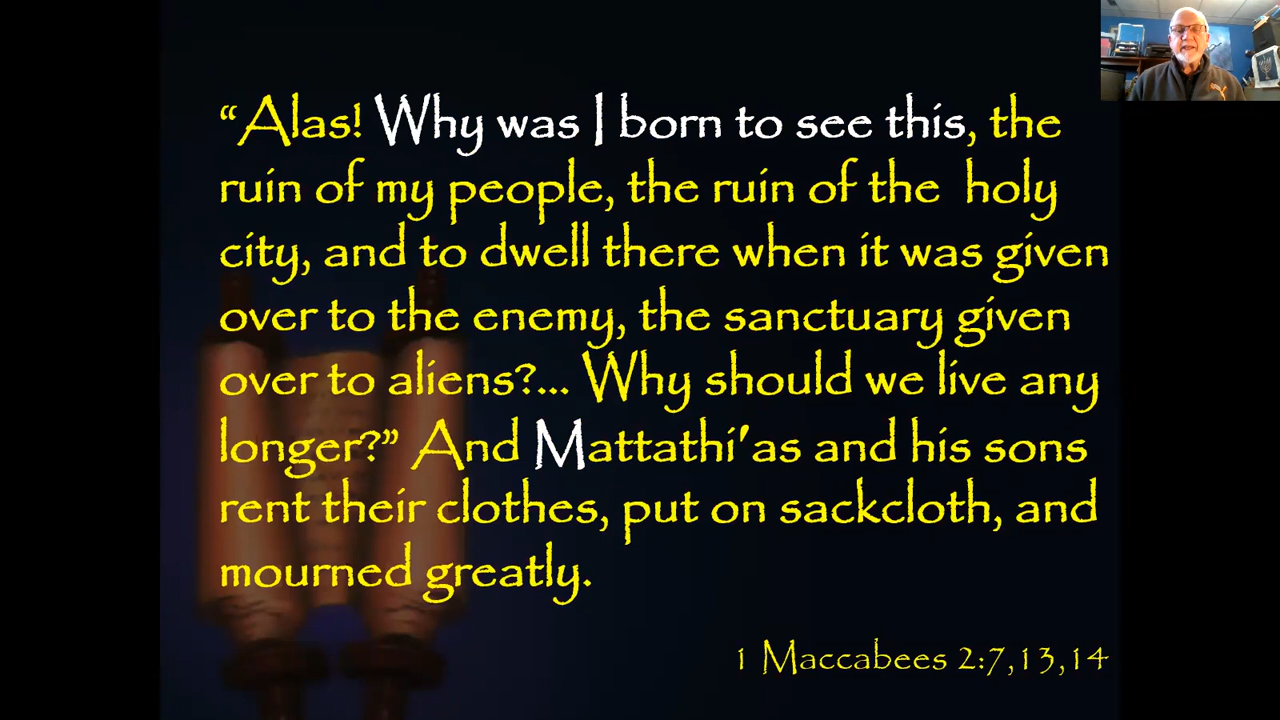 “Alas! Why was I born to see this, the
ruin of my people, the ruin of the holy
city, and to dwell there when it was given
over to the enemy, the sanctuary given
over to aliens?... Why should we live any
longer?” And Mattathi'as and his sons
rent their clothes, put on sackcloth, and
mourned greatly.
1 Maccabees 2:7,13,14